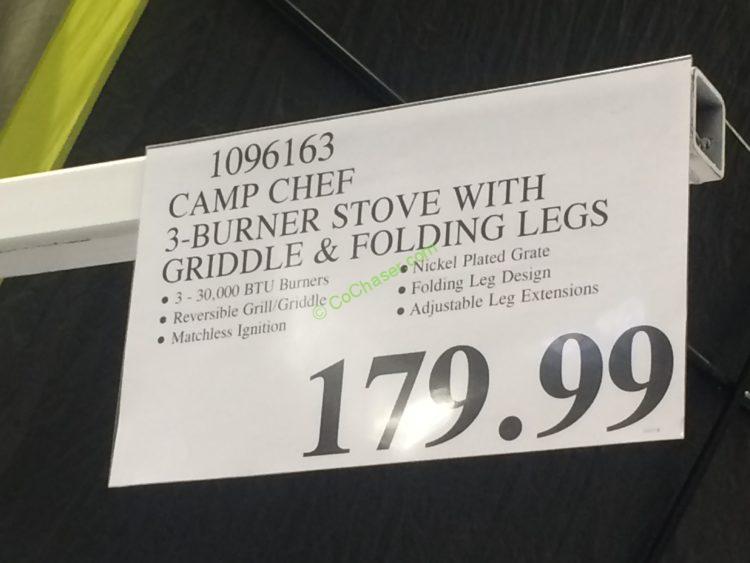 1096163
CAMP CHEF
3-BURNER STOVE WITH
GRIDDLE & FOLDING LEGS
• 3 - 30,000 BTU Burners
• Reversible Grill/Griddle
• Matchless Ignition
• Nickel Plated Grate
• Folding Leg Design
• Adjustable Leg Extensions
179.99
© CoChaser.com